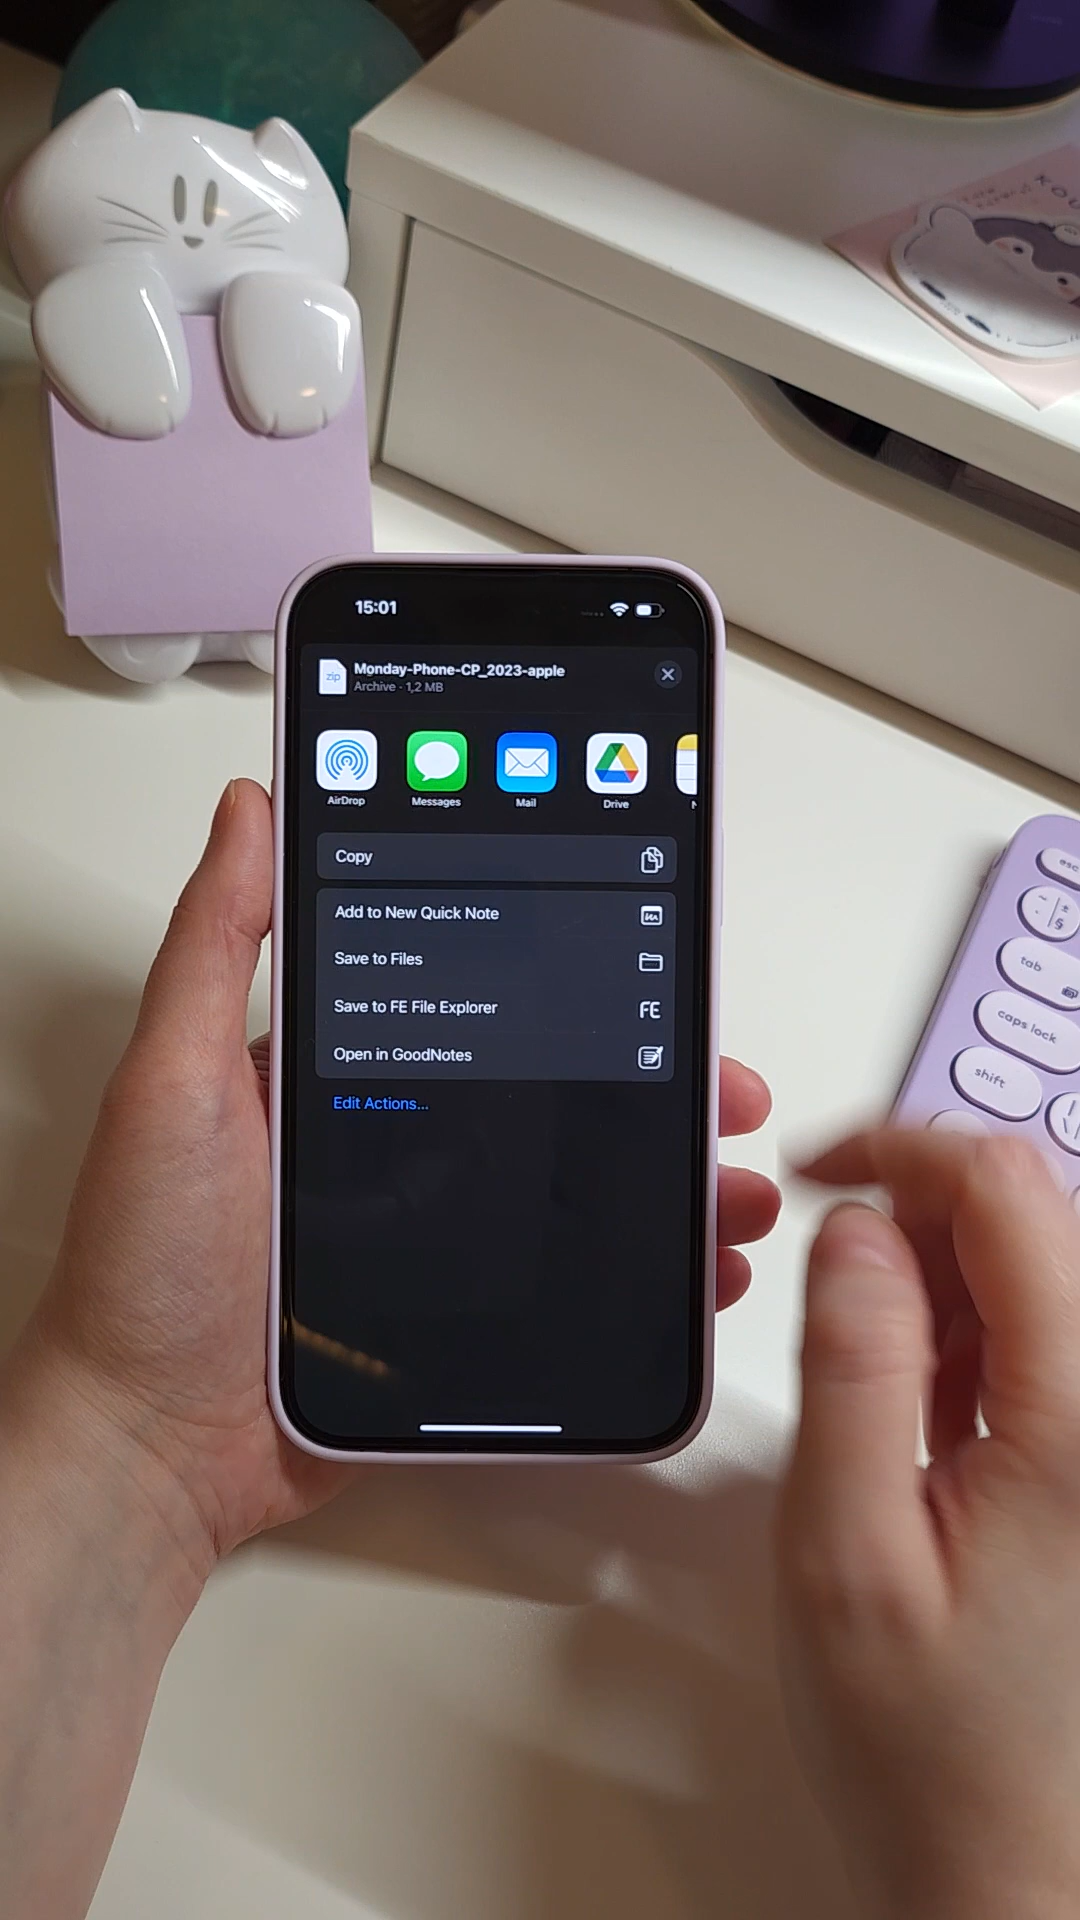 15:01
zip
Monday-Phone-CP_2023-apple
Archive · 1,2 MB
AirDrop
Messages
Mail
Drive
Copy
Add to New Quick Note
Save to Files
Save to FE File Explorer
FE
Open in GoodNotes
Edit Actions...
esc
~
±
§
tab
caps lock
shift
|
\